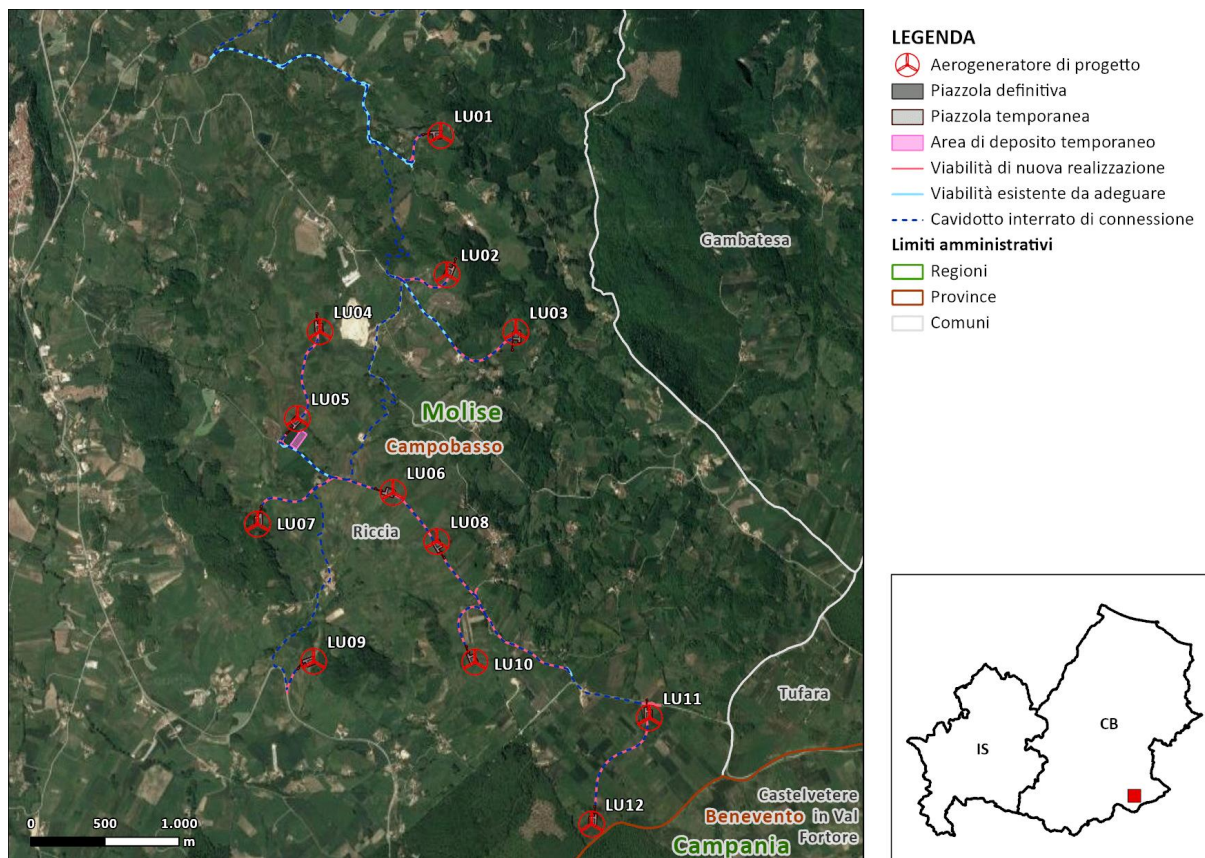 LU01
LU02
Gambatesa
LU04
LU03
LU05
Molise
Campobasso
LU06
LU07
Riccia
LU08
LU09
LU10
LU11
Tufara
LU12
Castelvetere
Benevento in Val
Fortore
Campania
0 500 1.000
m
LEGENDA
Aerogeneratore di progetto
Piazzola definitiva
Piazzola temporanea
Area di deposito temporaneo
Viabilità di nuova realizzazione
Viabilità esistente da adeguare
Cavidotto interrato di connessione
Limiti amministrativi
Regioni
Province
Comuni
CB
IS